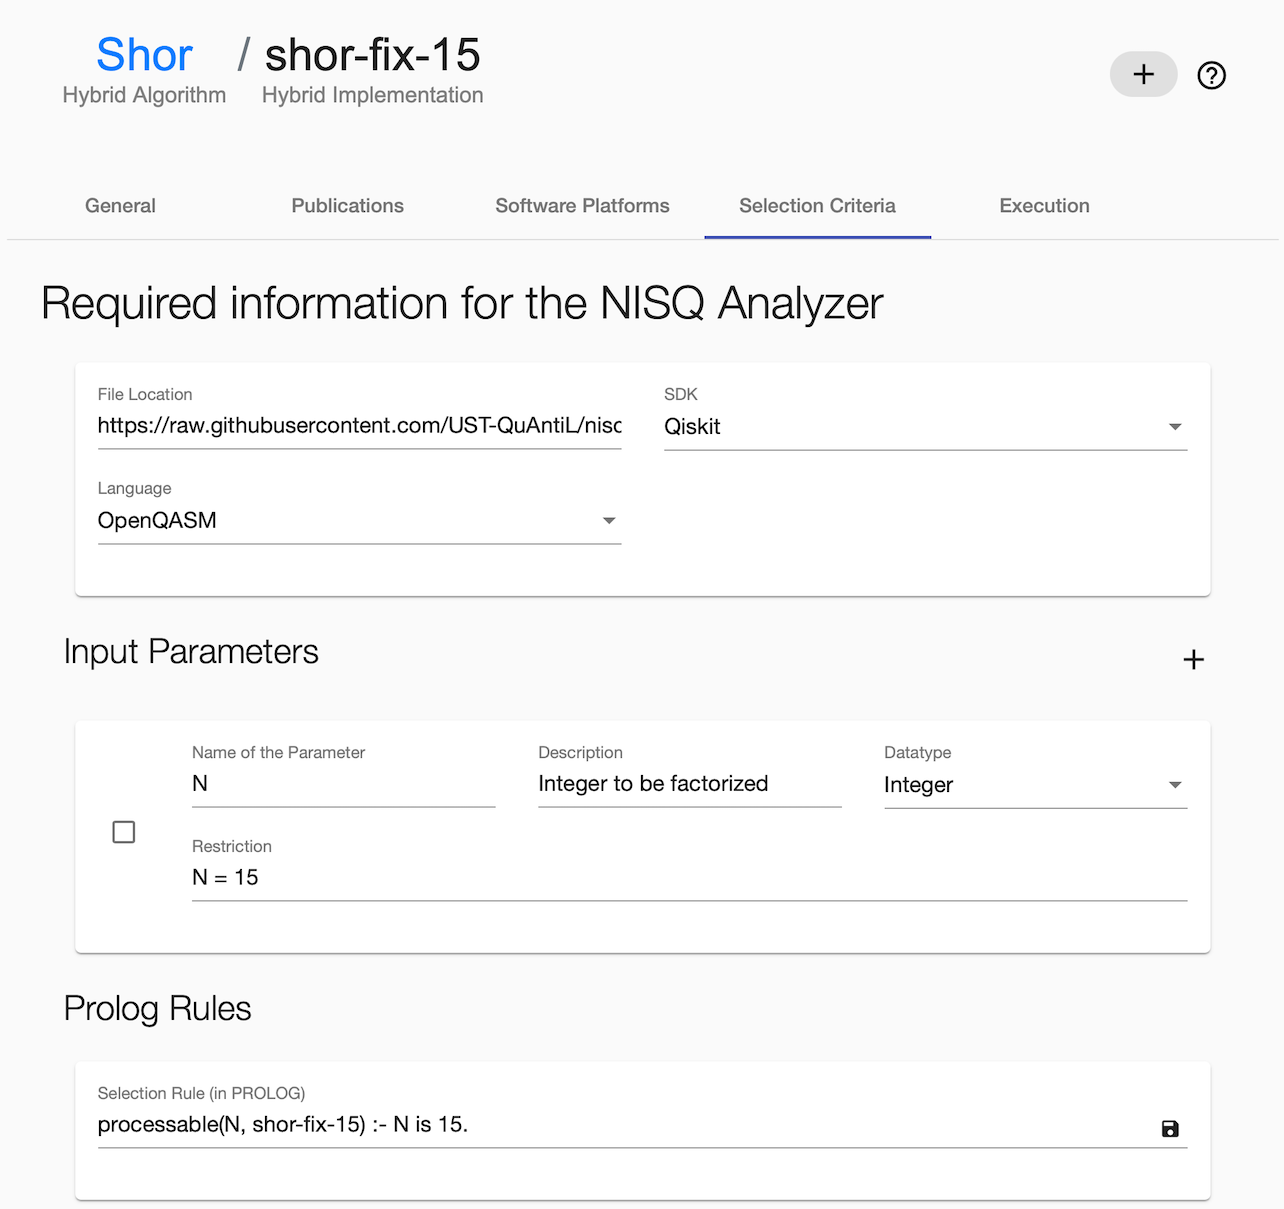 Shor / shor-fix-15
Hybrid Algorithm Hybrid Implementation
General Publications Software Platforms Selection Criteria Execution
Required information for the NISQ Analyzer
File Location SDK
https://raw.githubusercontent.com/UST-QuAntiL/nisc Qiskit
Language
OpenQASM
Input Parameters
Name of the Parameter Description Datatype
N Integer to be factorized Integer
Restriction
N = 15
Prolog Rules
Selection Rule (in PROLOG)
processable(N, shor-fix-15) :- N is 15.